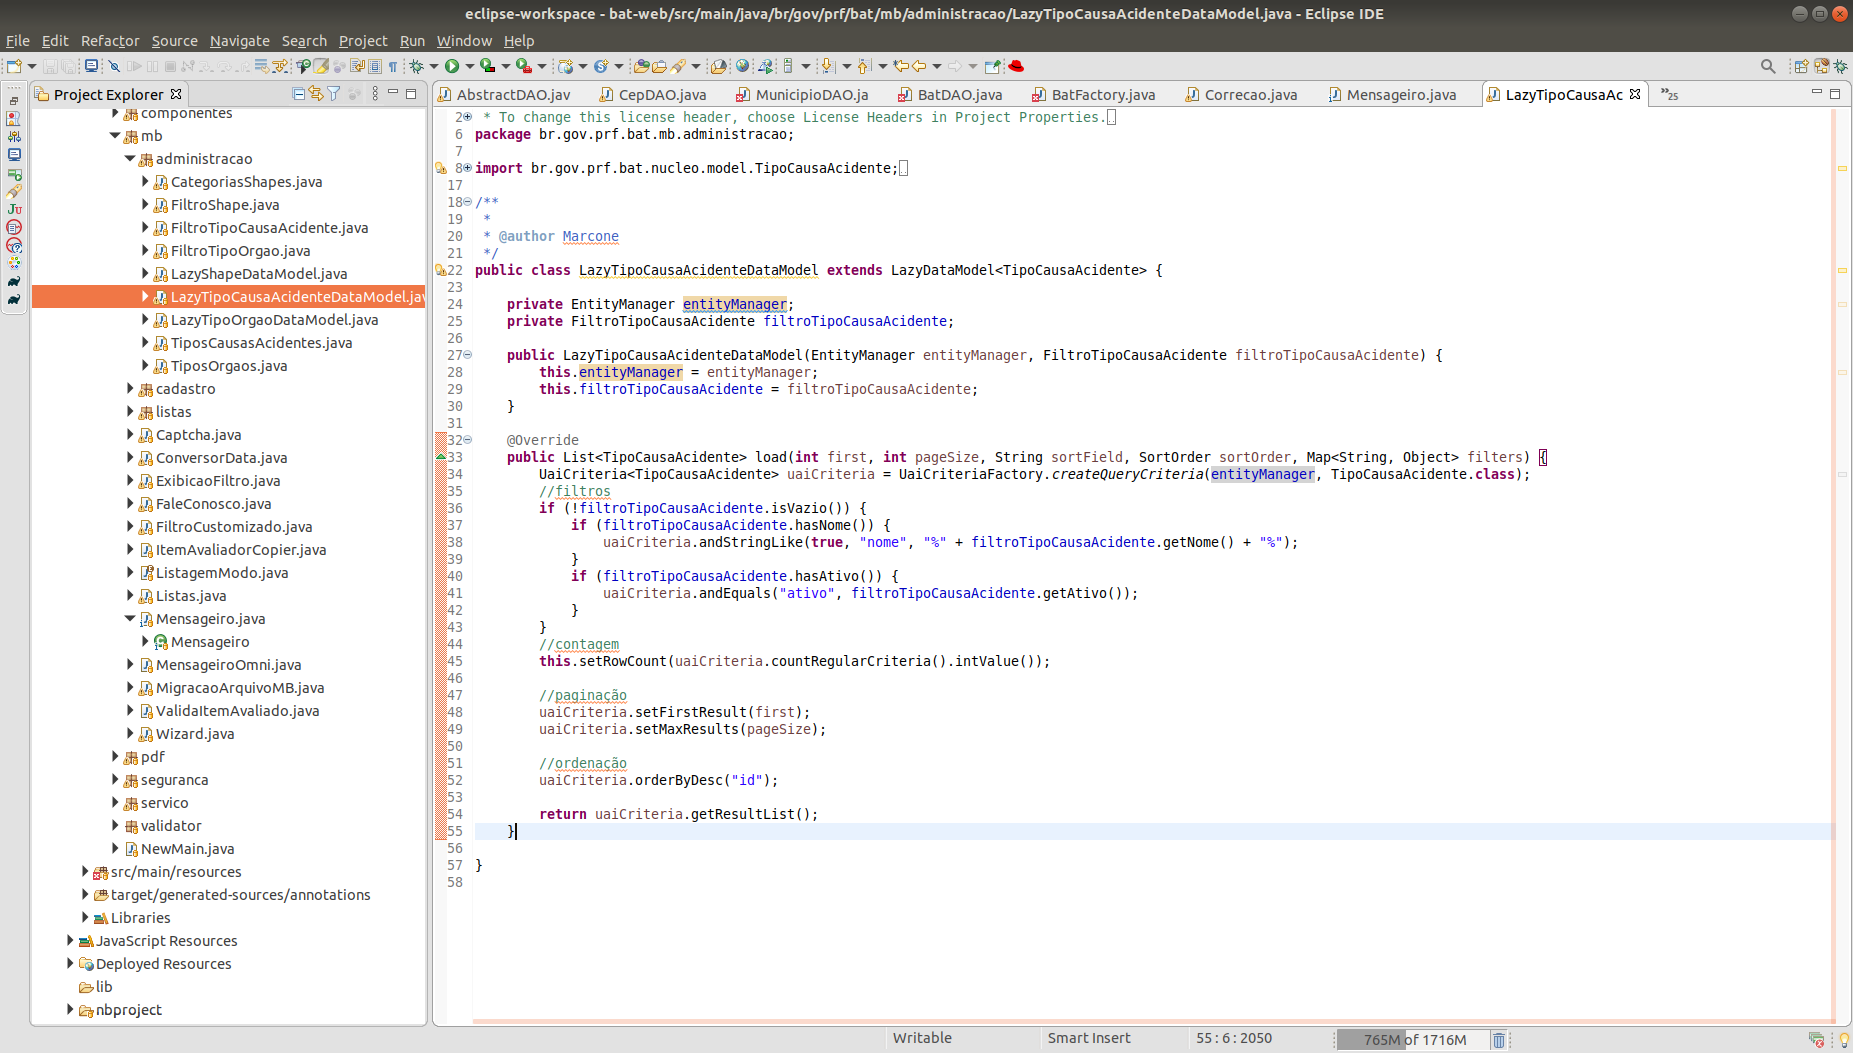 eclipse-workspace - bat-web/src/main/java/br/gov/prf/bat/mb/administracao/LazyTipoCausaAcidenteDataModel.java - Eclipse IDE
File Edit Refactor Source Navigate Search Project Run Window Help
Project Explorer
componentes
mb
administracao
CategoriasShapes.java
FiltroShape.java
FiltroTipoCausaAcidente.java
FiltroTipoOrgao.java
LazyShapeDataModel.java
LazyTipoCausaAcidenteDataModel.jav
LazyTipoOrgaoDataModel.java
TiposCausasAcidentes.java
TiposOrgaos.java
cadastro
listas
Captcha.java
ConversorData.java
ExibicaoFiltro.java
FaleConosco.java
FiltroCustomizado.java
ItemAvaliadorCopier.java
ListagemModo.java
Listas.java
Mensageiro.java
Mensageiro
MensageiroOmni.java
MigracaoArquivoMB.java
ValidaItemAvaliado.java
Wizard.java
pdf
seguranca
servico
validator
NewMain.java
src/main/resources
target/generated-sources/annotations
Libraries
JavaScript Resources
Deployed Resources
lib
nbproject
AbstractDAO.jav CepDAO.java MunicipioDAO.ja BatDAO.java BatFactory.java Correcao.java Mensageiro.java LazyTipoCausaAc »25
2 * To change this license header, choose License Headers in Project Properties.
6 package br.gov.prf.bat.mb.administracao;
7
8 import br.gov.prf.bat.nucleo.model.TipoCausaAcidente;
17
18 /**
19 *
20 * @author Marcone
21 */
22 public class LazyTipoCausaAcidenteDataModel extends LazyDataModel<TipoCausaAcidente> {
23
24 private EntityManager entityManager;
25 private FiltroTipoCausaAcidente filtroTipoCausaAcidente;
26
27 public LazyTipoCausaAcidenteDataModel(EntityManager entityManager, FiltroTipoCausaAcidente filtroTipoCausaAcidente) {
28 this.entityManager = entityManager;
29 this.filtroTipoCausaAcidente = filtroTipoCausaAcidente;
30 }
31
32 @Override
33 public List<TipoCausaAcidente> load(int first, int pageSize, String sortField, SortOrder sortOrder, Map<String, Object> filters) {
34 UaiCriteria<TipoCausaAcidente> uaiCriteria = UaiCriteriaFactory.createQueryCriteria(entityManager, TipoCausaAcidente.class);
35 //filtros
36 if (!filtroTipoCausaAcidente.isVazio()) {
37 if (filtroTipoCausaAcidente.hasNome()) {
38 uaiCriteria.andStringLike(true, "nome", "%" + filtroTipoCausaAcidente.getNome() + "%");
39 }
40 if (filtroTipoCausaAcidente.hasAtivo()) {
41 uaiCriteria.andEquals("ativo", filtroTipoCausaAcidente.getAtivo());
42 }
43 }
44 //contagem
45 this.setRowCount(uaiCriteria.countRegularCriteria().intValue());
46
47 //paginação
48 uaiCriteria.setFirstResult(first);
49 uaiCriteria.setMaxResults(pageSize);
50
51 //ordenação
52 uaiCriteria.orderByDesc("id");
53
54 return uaiCriteria.getResultList();
55 }
56
57 }
58
Writable Smart Insert 55 : 6 : 2050 765M of 1716M